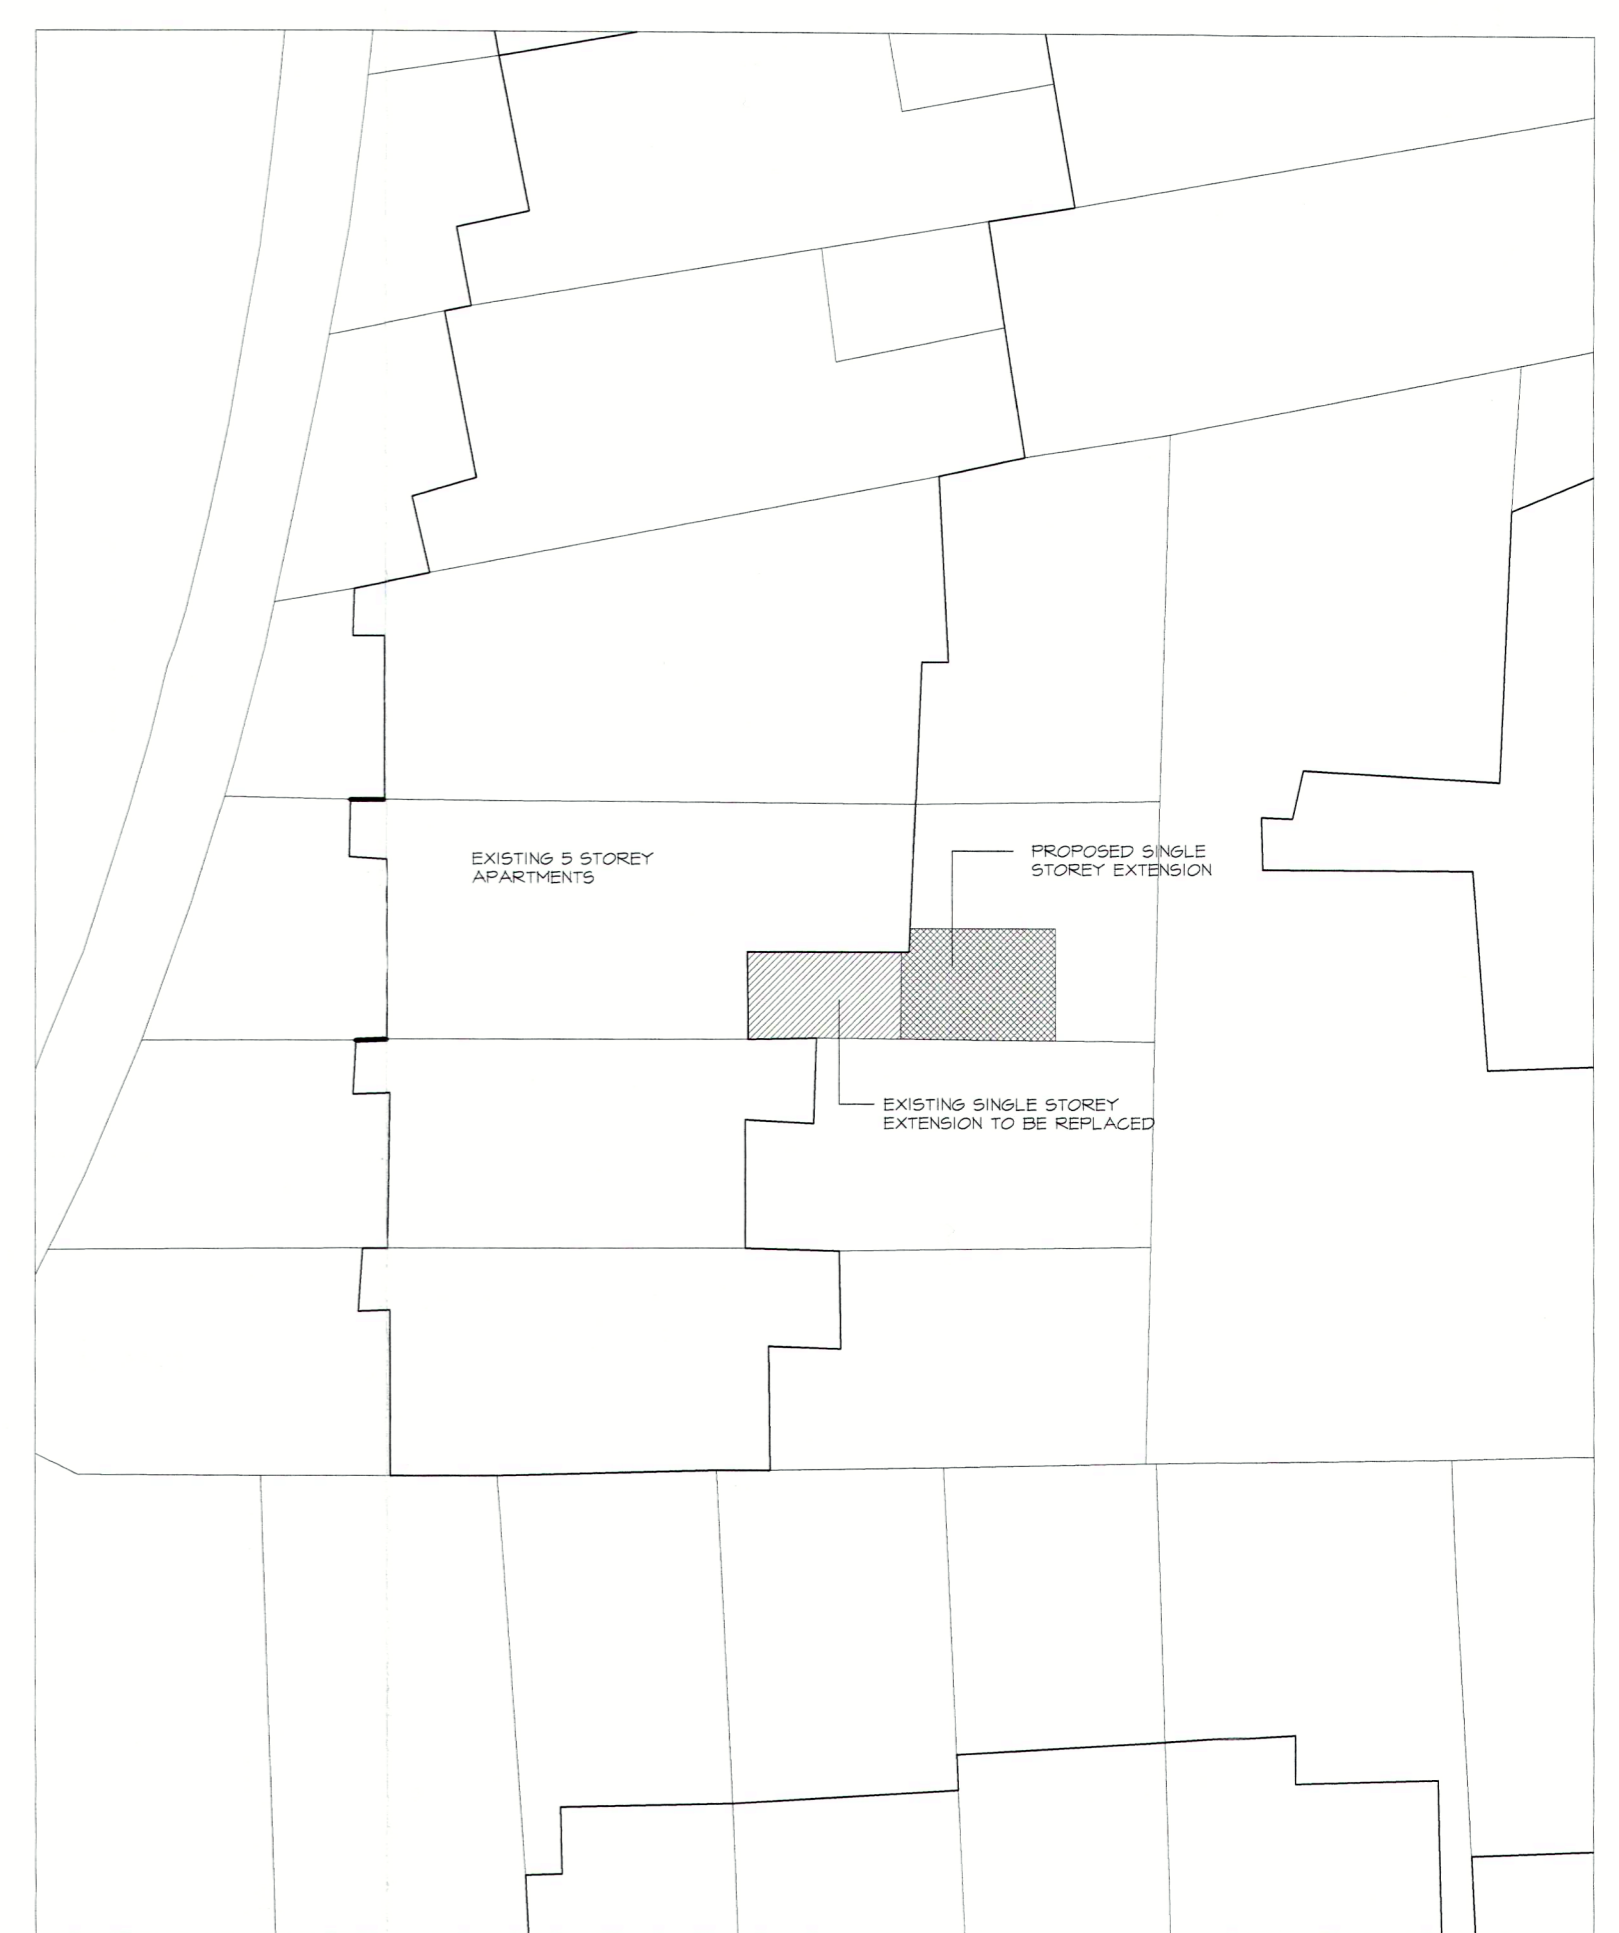 EXISTING 5 STOREY
APARTMENTS
PROPOSED SINGLE
STOREY EXTENSION
EXISTING SINGLE STOREY
EXTENSION TO BE REPLACED